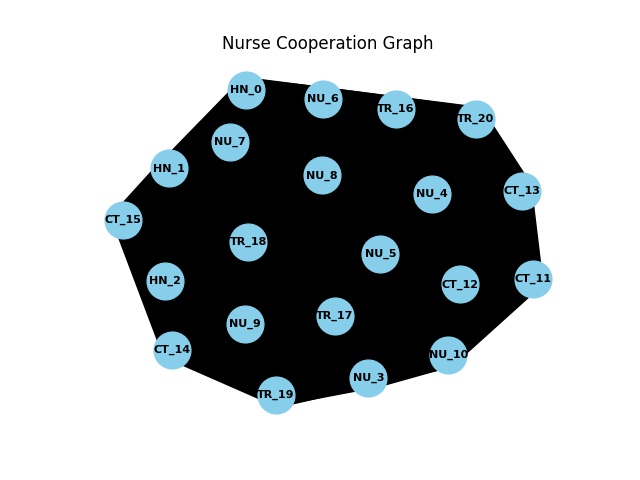 Nurse Cooperation Graph
HN_0
NU_6
TR_16
TR_20
NU_7
HN_1
NU_8
NU_4
CT_13
CT_15
TR_18
NU_5
HN_2
CT_12
CT_11
NU_9
TR_17
CT_14
NU_10
NU_3
TR_19